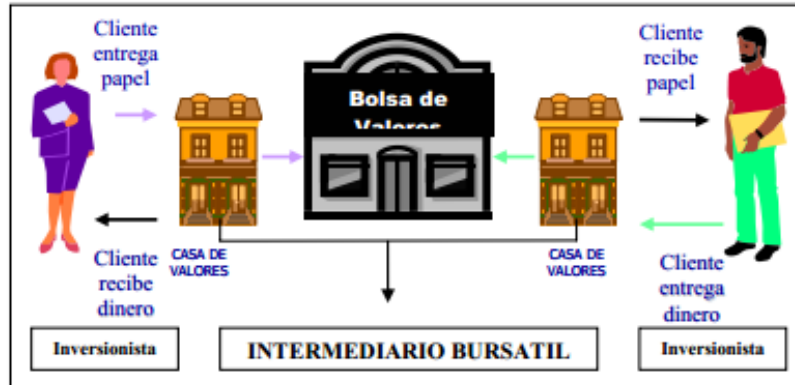 Cliente
entrega
papel
Cliente
recibe
papel
Bolsa de
Valores
CASA DE
VALORES
CASA DE
VALORES
Cliente
recibe
dinero
Cliente
entrega
dinero
Inversionista
INTERMEDIARIO BURSATIL
Inversionista